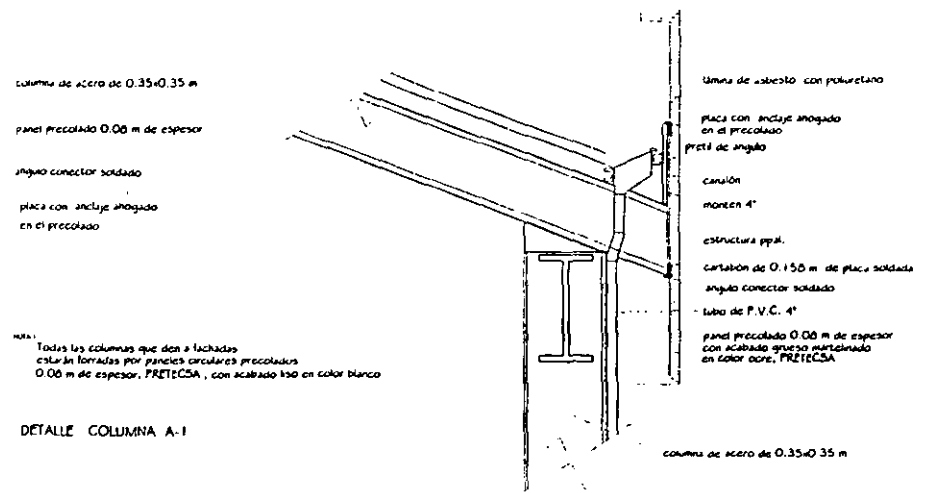 columna de acero de 0.35x0.35 m
panel precolado 0.08 m de espesor
angulo conector soldado
placa con anclaje ahogado
en el precolado
NOTA:
Todas las columnas que den a fachadas
estarán forradas por paneles circulares precolados
0.08 m de espesor, PRETECSA, con acabado liso en color blanco
DETALLE COLUMNA A-1
lámina de asbesto con poliuretano
placa con anclaje ahogado
en el precolado
pretil de angulo
canalón
monten 4"
estructura ppal.
cartabón de 0.158 m de placa soldada
angulo conector soldado
tubo de P.V.C. 4"
panel precolado 0.08 m de espesor
con acabado grueso martelinado
en color ocre, PRETECSA
columna de acero de 0.35x0.35 m